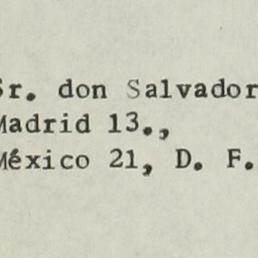 Sr. don Salvador
Madrid 13.,
México 21, D. F.